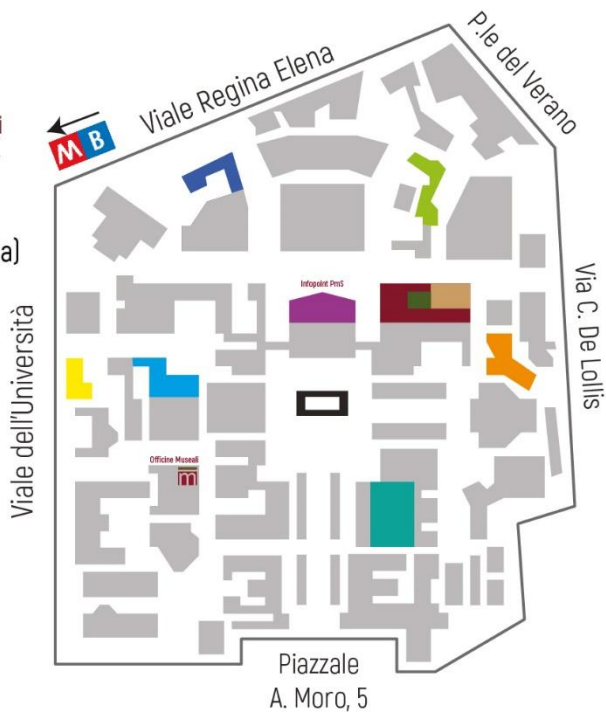 P.le del Verano
Viale Regina Elena
i
M B
a)
Infopoint PmS
Via C. De Lollis
Viale dell'Università
Officine Museali
m
Piazzale
A. Moro, 5